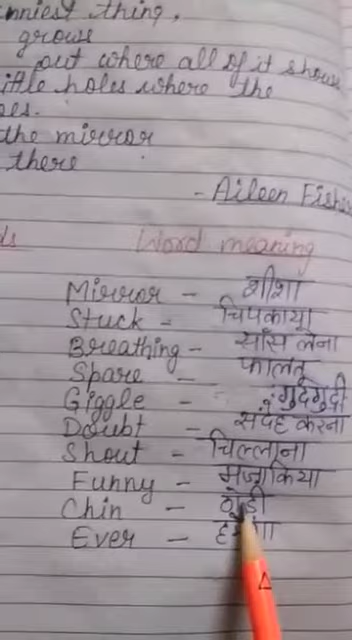 thing,
grows
out where all of it shows
little holes where the
the mirror
there
- Aileen Fisher
Word meaning
Mirror - शीशा
Stuck - चिपकाया
Breathing - साँस लेना
Spare - फालतू
Giggle - गुदगुदी
Doubt - संदेह करना
Shout - चिल्लाना
Funny - मजाकिया
Chin - ठोड़ी
Ever -